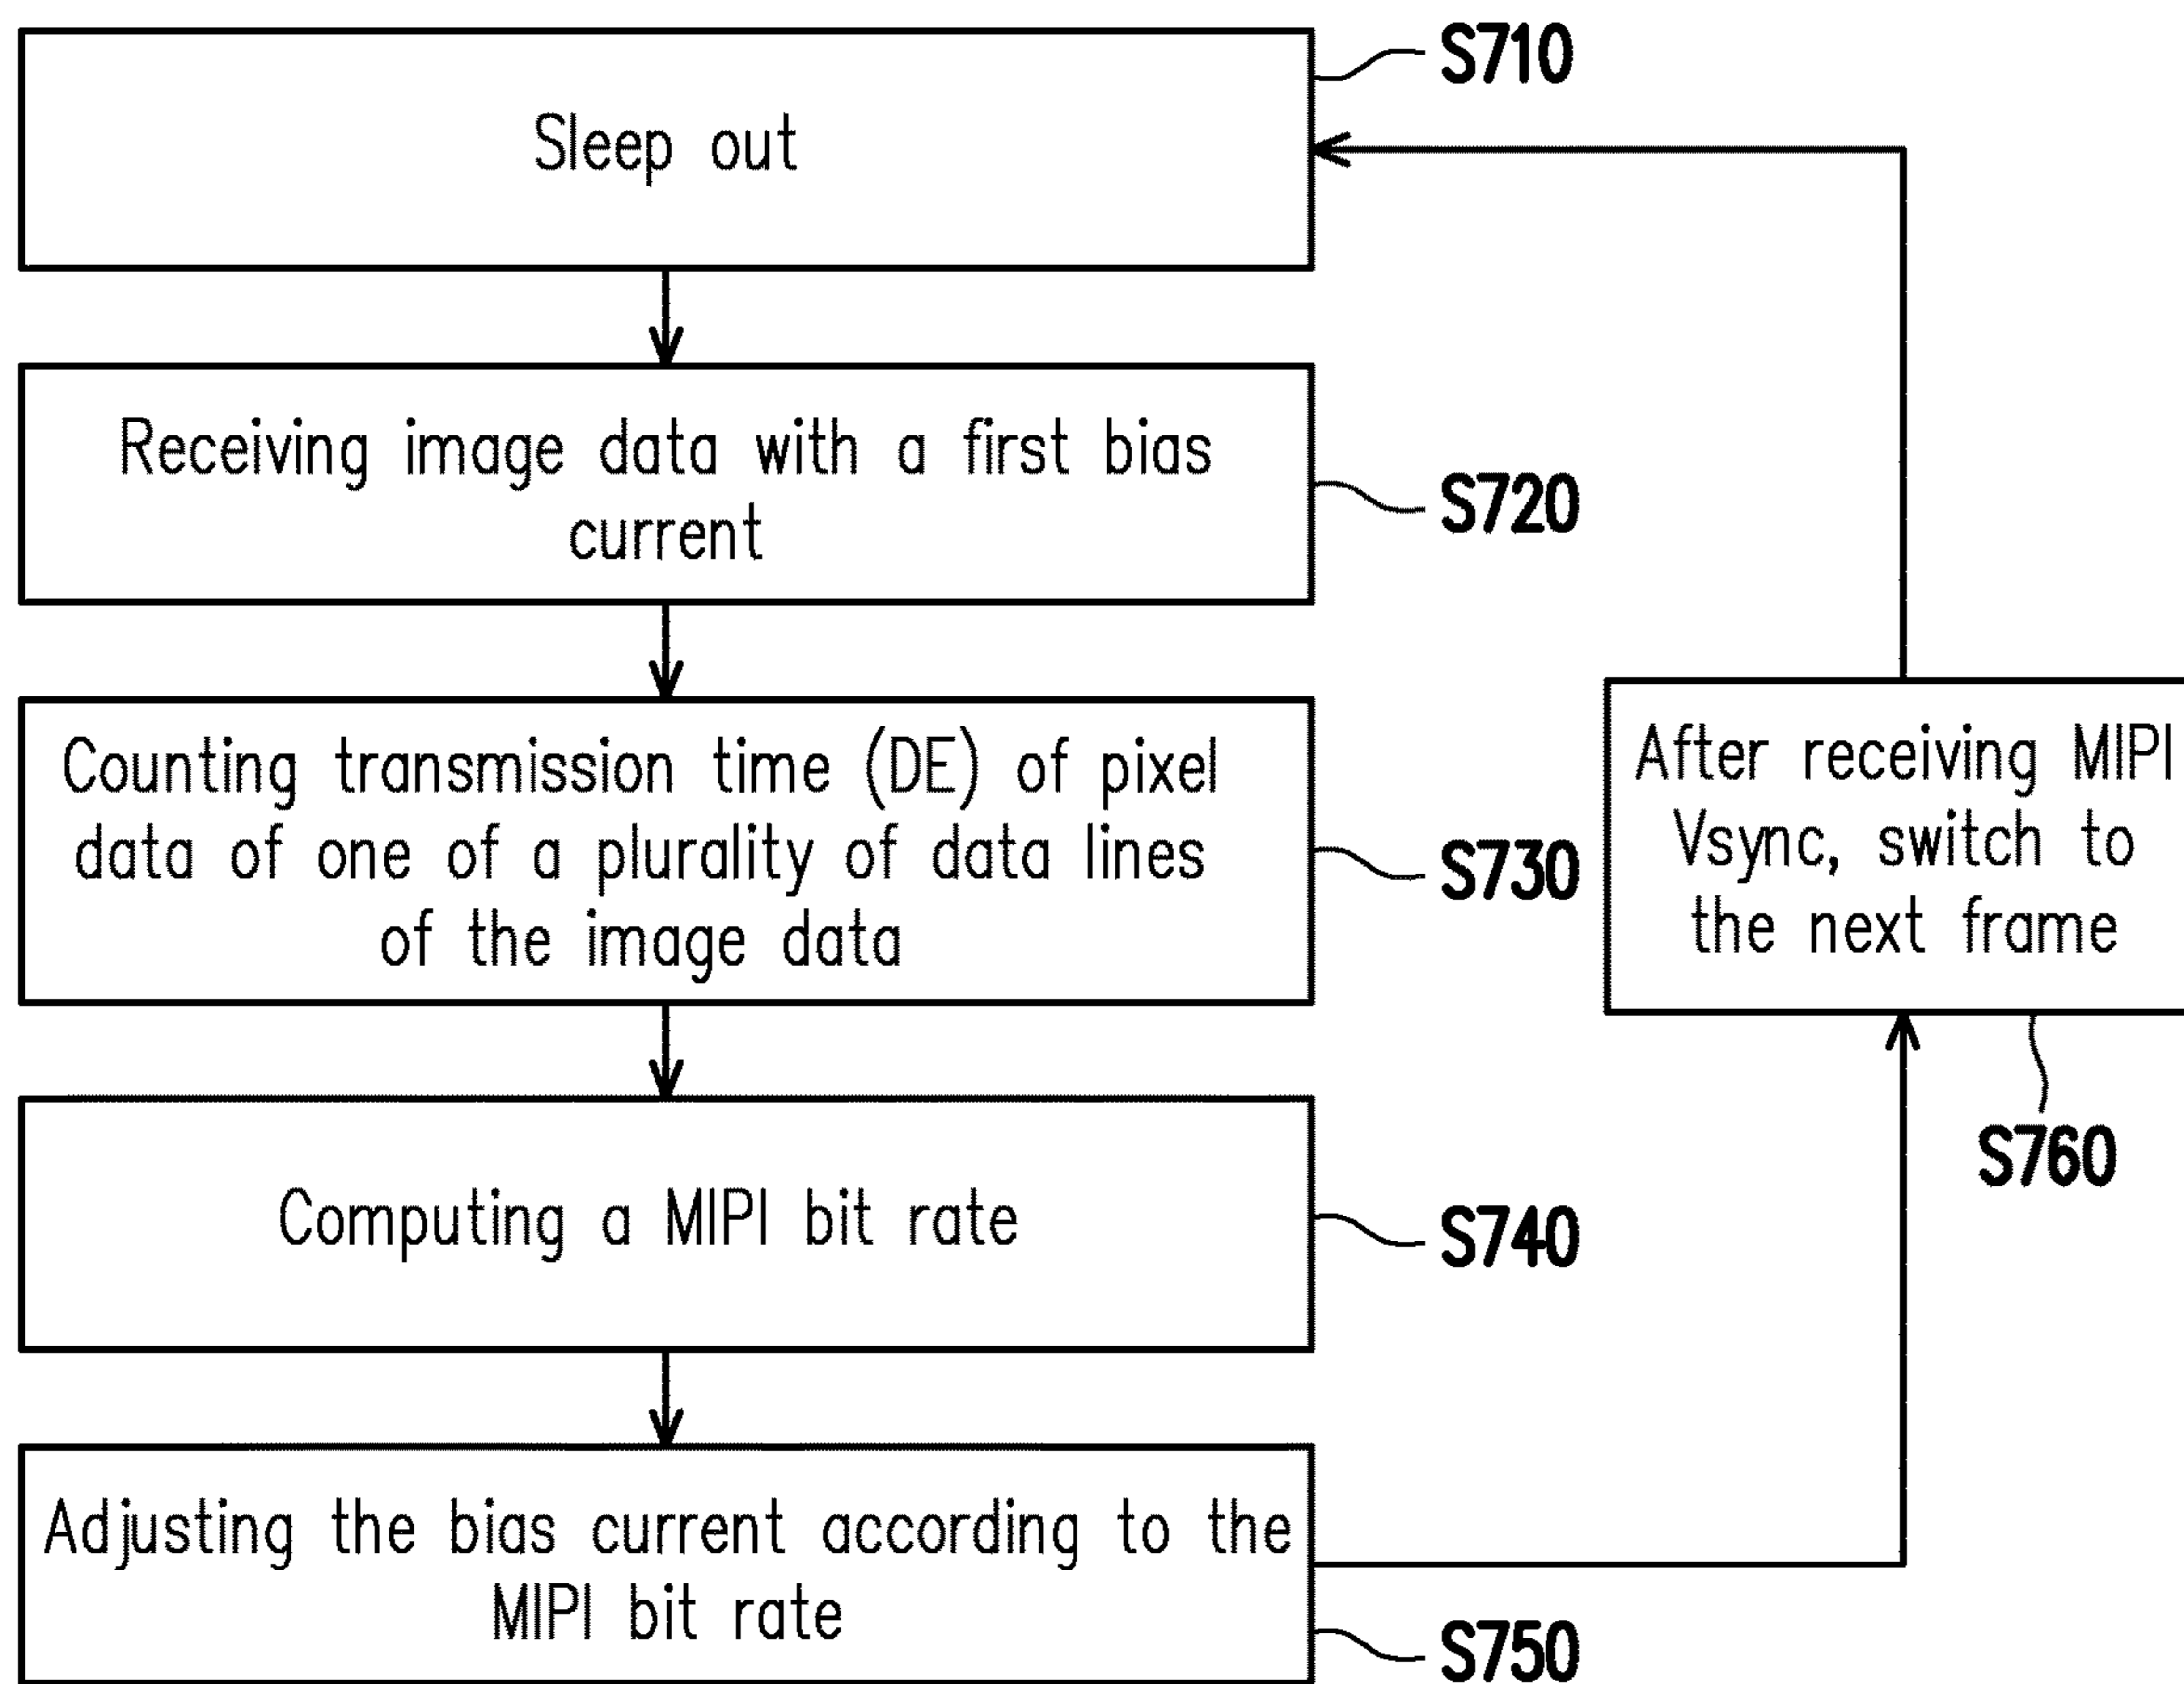 S710
Sleep out
Receiving image data with a first bias
current
S720
Counting transmission time (DE) of pixel
data of one of a plurality of data lines
of the image data
S730
After receiving MIPI
Vsync, switch to
the next frame
S760
Computing a MIPI bit rate
S740
Adjusting the bias current according to the
MIPI bit rate
S750